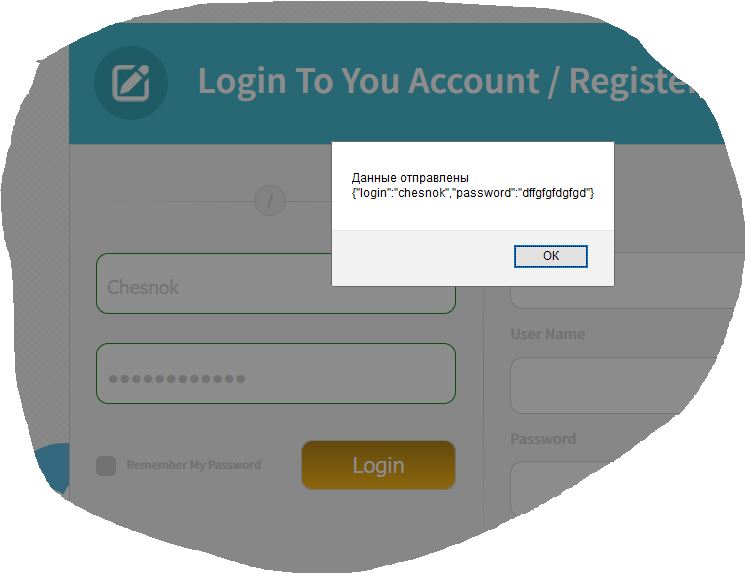 Login To You Account / Register
Данные отправлены
{"login":"chesnok","password":"dffgfgfdgfgd"}
/
OK
Chesnok
●●●●●●●●●●●●
User Name
Password
Remember My Password
Login